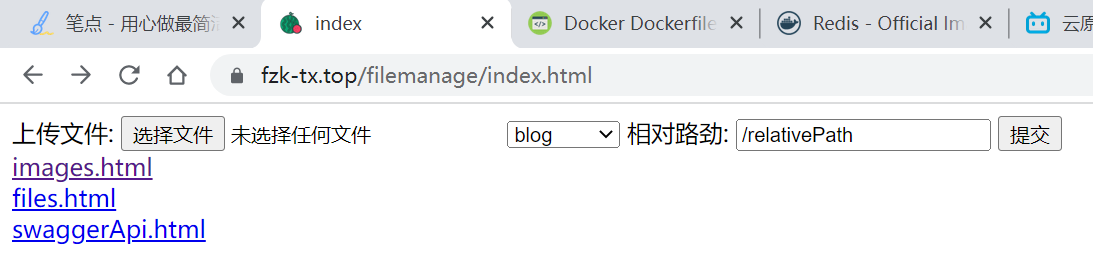 笔点 - 用心做最简洁 index Docker Dockerfile Redis - Official Im 云原
fzk-tx.top/filemanage/index.html
上传文件: 选择文件 未选择任何文件 blog 相对路劲: /relativePath 提交
images.html
files.html
swaggerApi.html